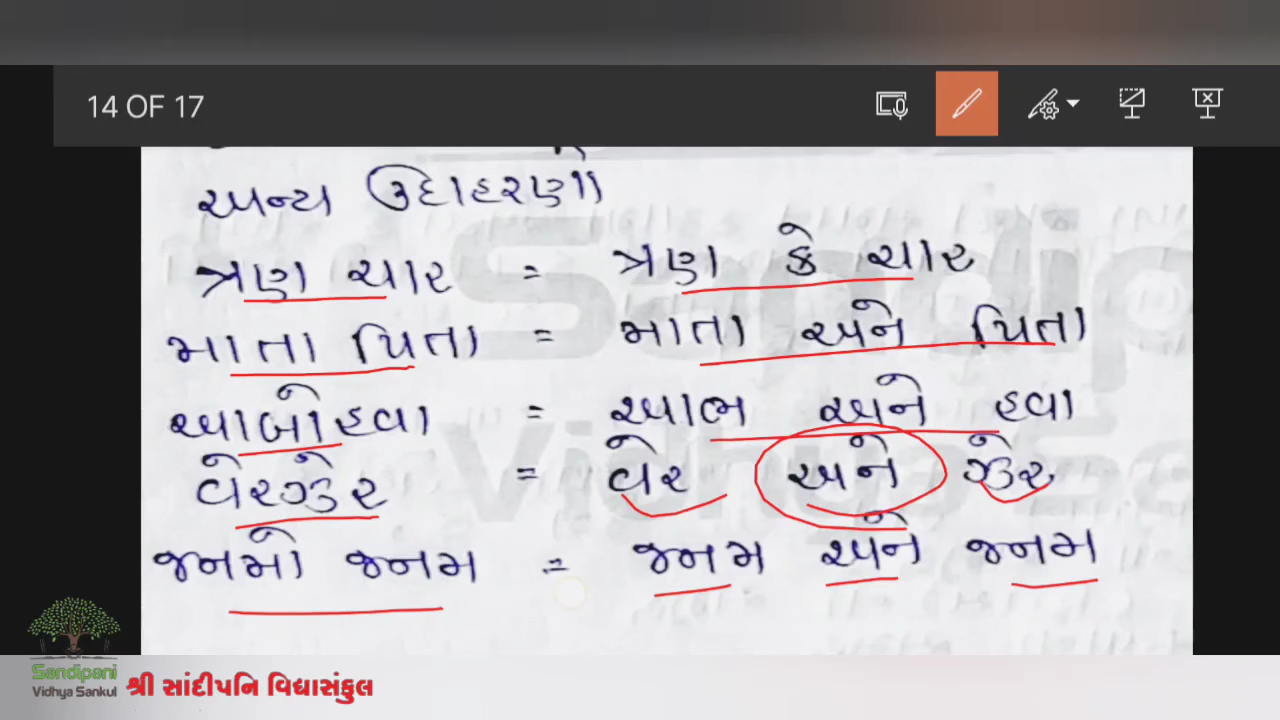 14 OF 17
અન્ય ઉદાહરણો
ત્રણ ચાર = ત્રણ કે ચાર
માતા પિતા = માતા અને પિતા
આબોહવા = આભ અને હવા
વેરઝેર = વેર અને ઝેર
જનમો જનમ = જનમ અને જનમ
Sandipani
Vidhya Sankul
શ્રી સાંદીપનિ વિદ્યાસંકુલ